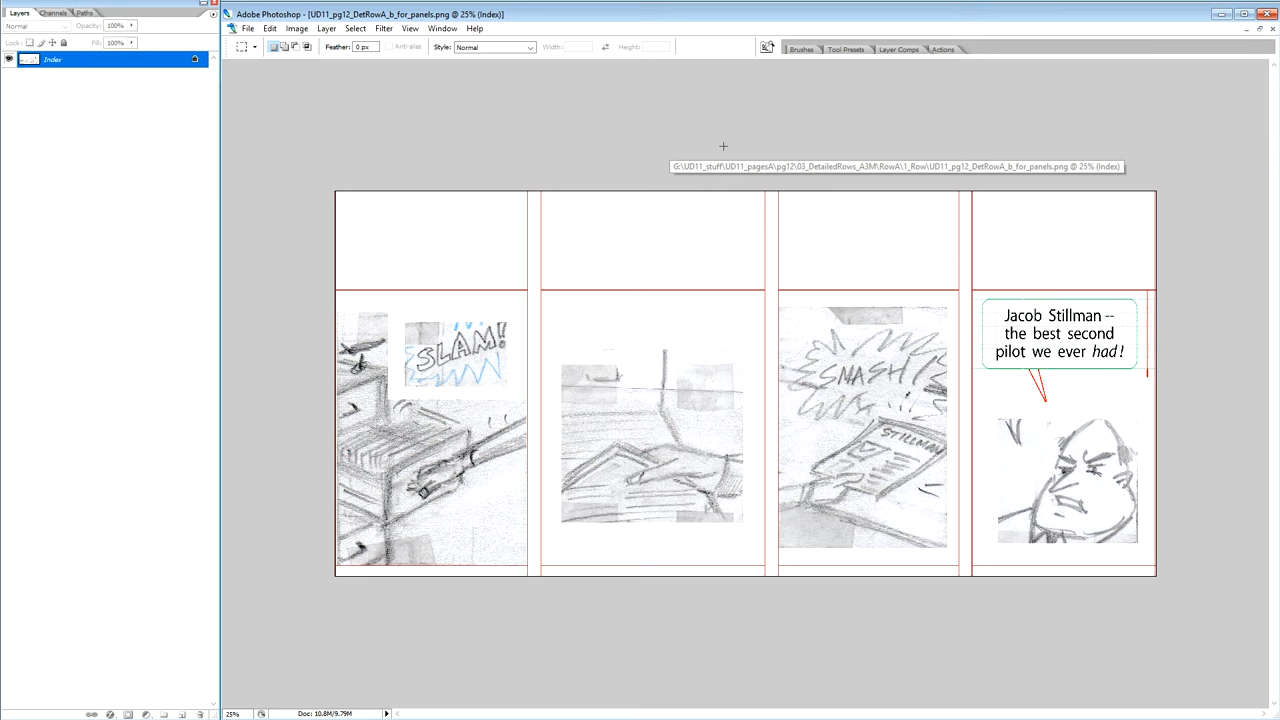 Layers Channels Paths
Normal Opacity: 100%
Lock: Fill: 100%
Index
Adobe Photoshop - [UD11_pg12_DetRowA_b_for_panels.png @ 25% (Index)]
File Edit Image Layer Select Filter View Window Help
Feather: 0 px Anti-alias Style: Normal Width: Height:
Brushes Tool Presets Layer Comps Actions
G:\UD11_stuff\UD11_pagesA\pg12\03_DetailedRows_A3M\RowA\1_Row\UD11_pg12_DetRowA_b_for_panels.png @ 25% (Index)
SLAM!
SNASH!
STILLMAN
Jacob Stillman --
the best second
pilot we ever had!
25% Doc: 10.8M/9.79M